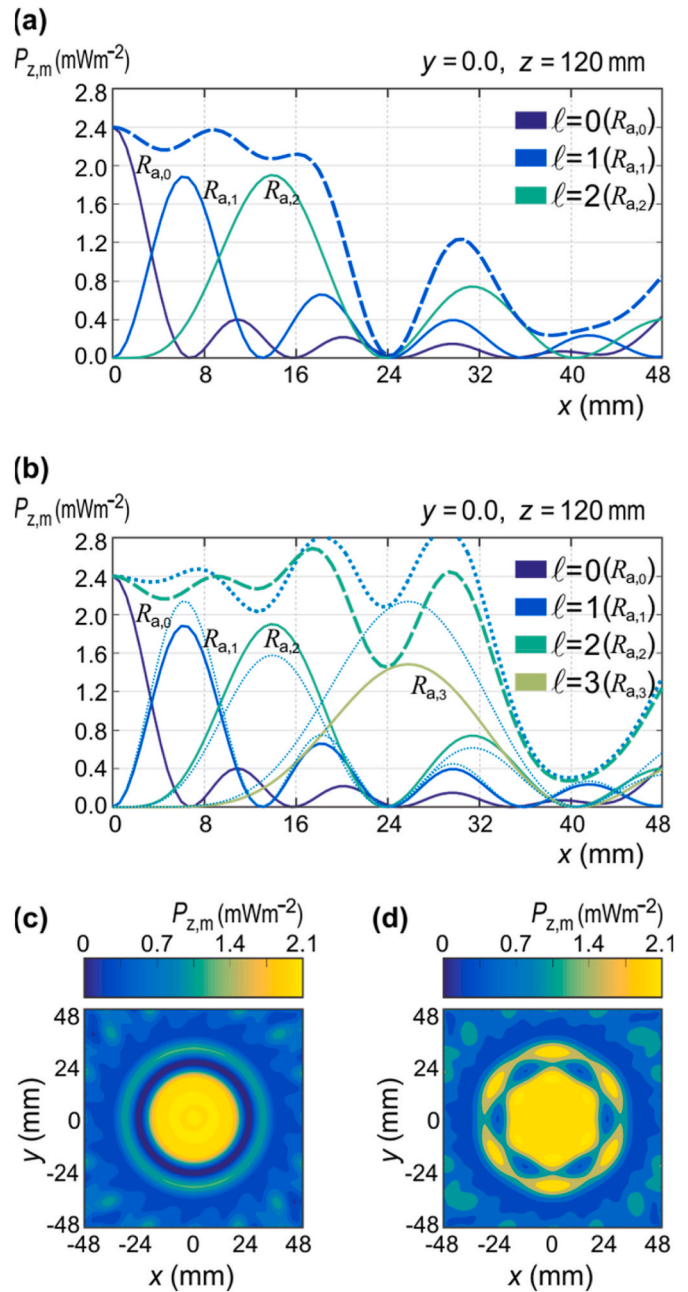 (a)
P_z,m (mWm⁻²)
y = 0.0, z = 120 mm
2.8
2.4
2.0
1.6
1.2
0.8
0.4
0.0
R_a,0
R_a,1
R_a,2
ℓ=0(R_a,0)
ℓ=1(R_a,1)
ℓ=2(R_a,2)
0 8 16 24 32 40 48
x (mm)
(b)
P_z,m (mWm⁻²)
y = 0.0, z = 120 mm
2.8
2.4
2.0
1.6
1.2
0.8
0.4
0.0
R_a,0
R_a,1
R_a,2
R_a,3
ℓ=0(R_a,0)
ℓ=1(R_a,1)
ℓ=2(R_a,2)
ℓ=3(R_a,3)
0 8 16 24 32 40 48
x (mm)
(c)
P_z,m (mWm⁻²)
0 0.7 1.4 2.1
48
24
0
-24
-48
y (mm)
-48 -24 0 24 48
x (mm)
(d)
P_z,m (mWm⁻²)
0 0.7 1.4 2.1
48
24
0
-24
-48
y (mm)
-48 -24 0 24 48
x (mm)